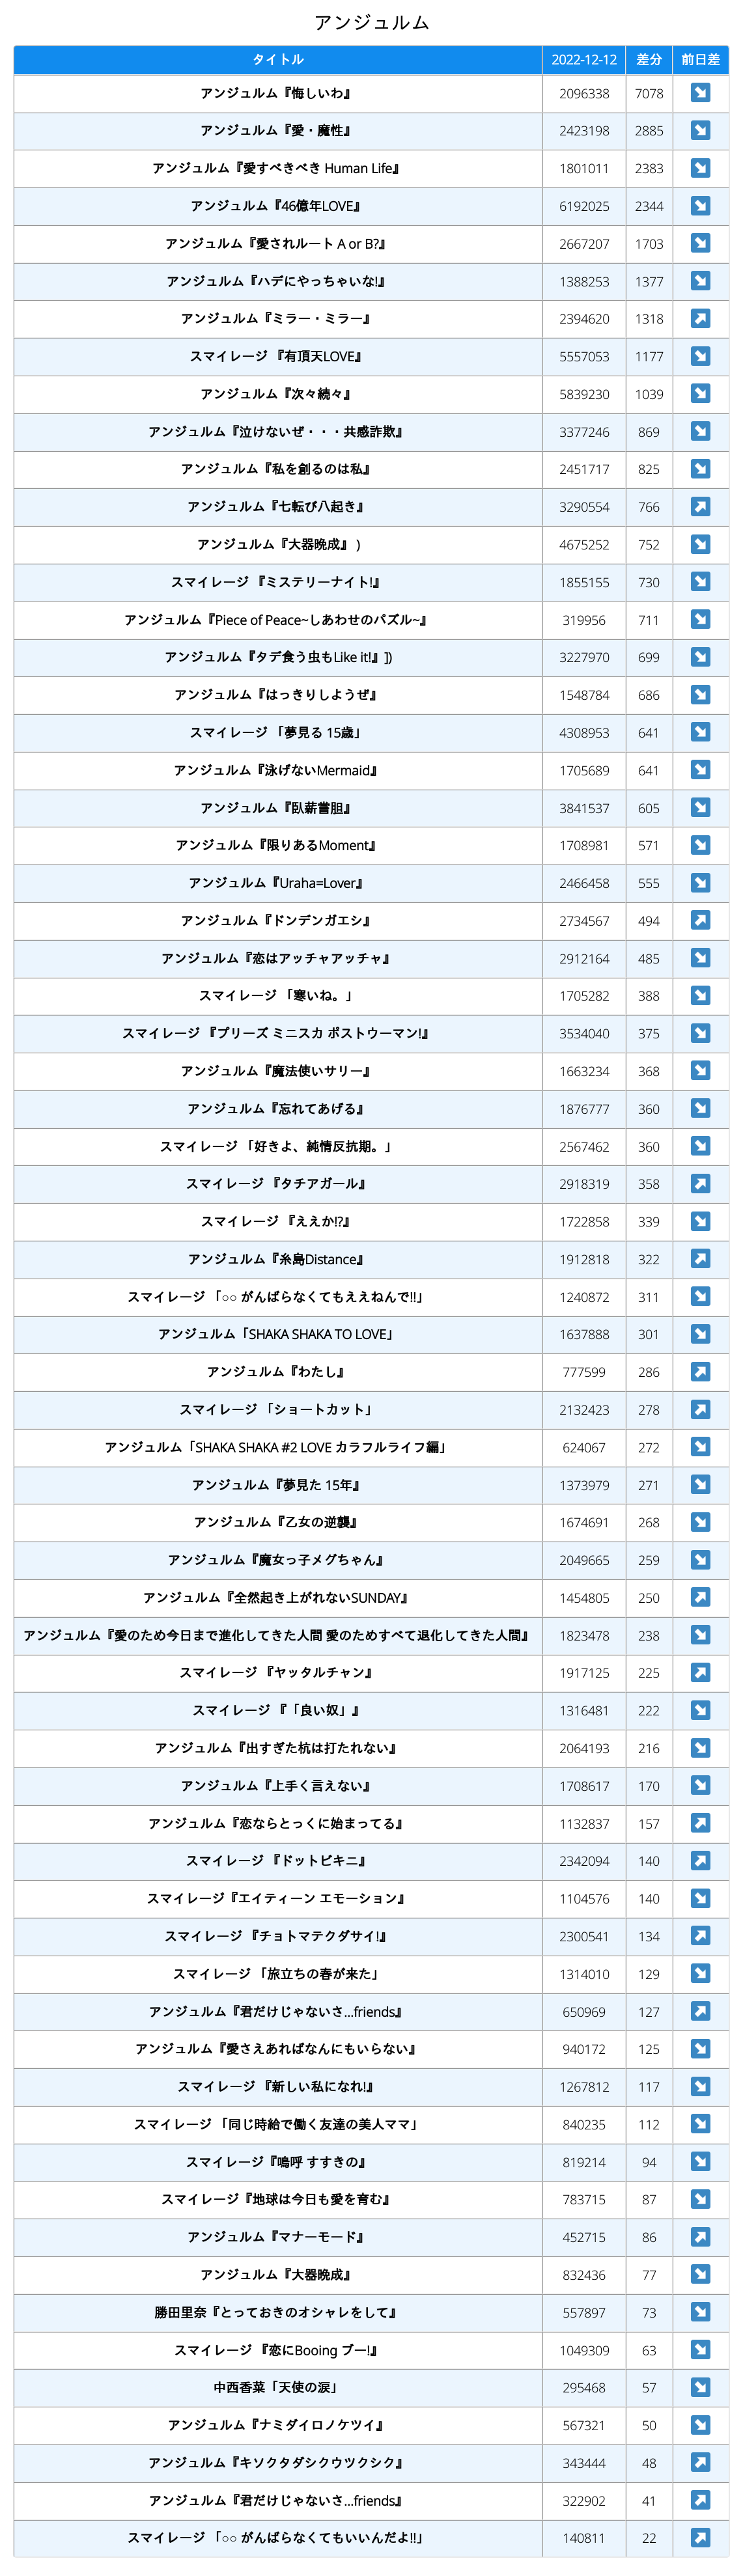 アンジュルム
タイトル 2022-12-12 差分 前日差
アンジュルム『悔しいわ』 2096338 7078 ↘
アンジュルム『愛・魔性』 2423198 2885 ↘
アンジュルム『愛すべきべき Human Life』 1801011 2383 ↘
アンジュルム『46億年LOVE』 6192025 2344 ↘
アンジュルム『愛されルート A or B?』 2667207 1703 ↘
アンジュルム『ハデにやっちゃいな!』 1388253 1377 ↘
アンジュルム『ミラー・ミラー』 2394620 1318 ↗
スマイレージ 『有頂天LOVE』 5557053 1177 ↘
アンジュルム『次々続々』 5839230 1039 ↘
アンジュルム『泣けないぜ・・・共感詐欺』 3377246 869 ↘
アンジュルム『私を創るのは私』 2451717 825 ↘
アンジュルム『七転び八起き』 3290554 766 ↗
アンジュルム『大器晩成』 ) 4675252 752 ↘
スマイレージ 『ミステリーナイト!』 1855155 730 ↘
アンジュルム『Piece of Peace~しあわせのパズル~』 319956 711 ↘
アンジュルム『タデ食う虫もLike it!』]) 3227970 699 ↘
アンジュルム『はっきりしようぜ』 1548784 686 ↘
スマイレージ 「夢見る 15歳」 4308953 641 ↘
アンジュルム『泳げないMermaid』 1705689 641 ↘
アンジュルム『臥薪嘗胆』 3841537 605 ↘
アンジュルム『限りあるMoment』 1708981 571 ↘
アンジュルム『Uraha=Lover』 2466458 555 ↘
アンジュルム『ドンデンガエシ』 2734567 494 ↗
アンジュルム『恋はアッチャアッチャ』 2912164 485 ↘
スマイレージ 「寒いね。」 1705282 388 ↘
スマイレージ 『プリーズ ミニスカ ポストウーマン!』 3534040 375 ↘
アンジュルム『魔法使いサリー』 1663234 368 ↘
アンジュルム『忘れてあげる』 1876777 360 ↘
スマイレージ 「好きよ、純情反抗期。」 2567462 360 ↘
スマイレージ 『タチアガール』 2918319 358 ↗
スマイレージ 『ええか!?』 1722858 339 ↘
アンジュルム『糸島Distance』 1912818 322 ↗
スマイレージ 「○○ がんばらなくてもええねんで!!」 1240872 311 ↘
アンジュルム「SHAKA SHAKA TO LOVE」 1637888 301 ↘
アンジュルム『わたし』 777599 286 ↗
スマイレージ 「ショートカット」 2132423 278 ↗
アンジュルム「SHAKA SHAKA #2 LOVE カラフルライフ編」 624067 272 ↘
アンジュルム『夢見た 15年』 1373979 271 ↘
アンジュルム『乙女の逆襲』 1674691 268 ↘
アンジュルム『魔女っ子メグちゃん』 2049665 259 ↘
アンジュルム『全然起き上がれないSUNDAY』 1454805 250 ↗
アンジュルム『愛のため今日まで進化してきた人間 愛のためすべて退化してきた人間』 1823478 238 ↘
スマイレージ 『ヤッタルチャン』 1917125 225 ↗
スマイレージ 『「良い奴」』 1316481 222 ↘
アンジュルム『出すぎた杭は打たれない』 2064193 216 ↘
アンジュルム『上手く言えない』 1708617 170 ↘
アンジュルム『恋ならとっくに始まってる』 1132837 157 ↗
スマイレージ 『ドットビキニ』 2342094 140 ↗
スマイレージ『エイティーン エモーション』 1104576 140 ↘
スマイレージ 『チョトマテクダサイ!』 2300541 134 ↗
スマイレージ 「旅立ちの春が来た」 1314010 129 ↘
アンジュルム『君だけじゃないさ...friends』 650969 127 ↗
アンジュルム『愛さえあればなんにもいらない』 940172 125 ↘
スマイレージ 『新しい私になれ!』 1267812 117 ↘
スマイレージ 「同じ時給で働く友達の美人ママ」 840235 112 ↘
スマイレージ『嗚呼 すすきの』 819214 94 ↘
スマイレージ『地球は今日も愛を育む』 783715 87 ↘
アンジュルム『マナーモード』 452715 86 ↗
アンジュルム『大器晩成』 832436 77 ↘
勝田里奈『とっておきのオシャレをして』 557897 73 ↘
スマイレージ 『恋にBooing ブー!』 1049309 63 ↘
中西香菜「天使の涙」 295468 57 ↘
アンジュルム『ナミダイロノケツイ』 567321 50 ↘
アンジュルム『キソクタダシクウツクシク』 343444 48 ↗
アンジュルム『君だけじゃないさ...friends』 322902 41 ↗
スマイレージ 「○○ がんばらなくてもいいんだよ!!」 140811 22 ↗